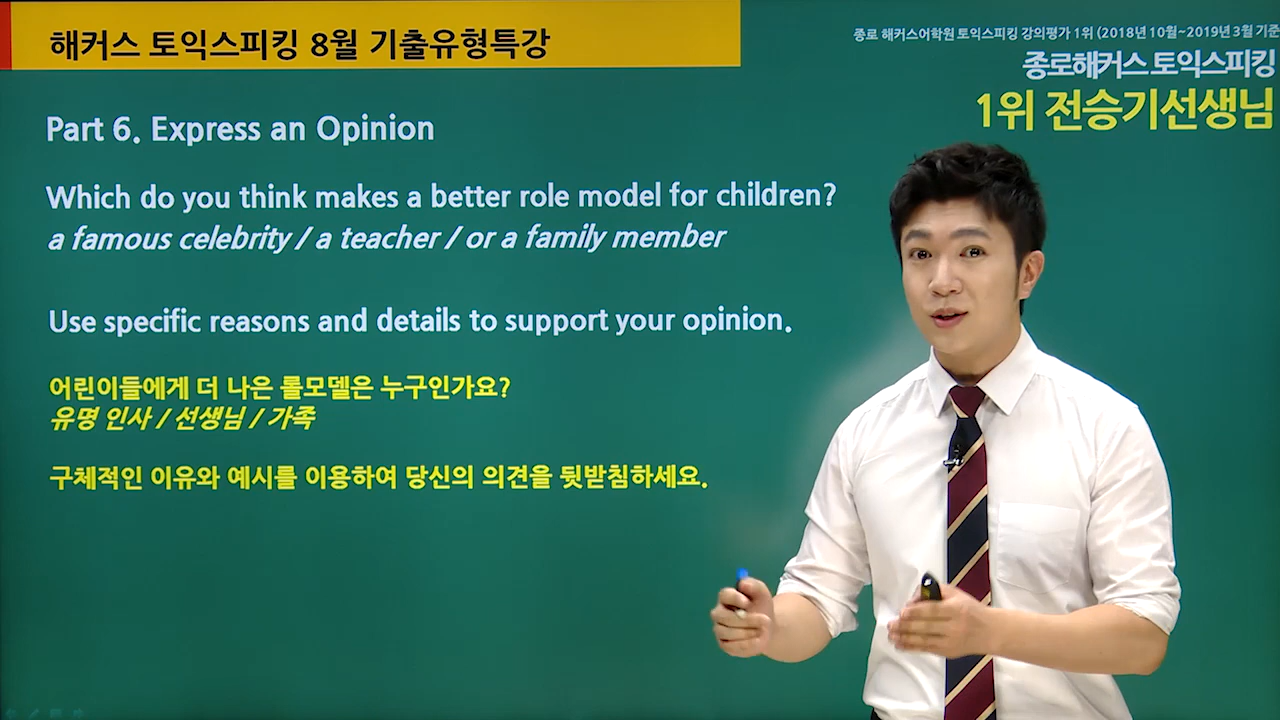 해커스 토익스피킹 8월 기출유형특강
종로 해커스어학원 토익스피킹 강의평가 1위 (2018년 10월~2019년 3월 기준
종로해커스 토익스피킹
1위 전승기선생님
Part 6. Express an Opinion
Which do you think makes a better role model for children?
a famous celebrity / a teacher / or a family member
Use specific reasons and details to support your opinion.
어린이들에게 더 나은 롤모델은 누구인가요?
유명 인사 / 선생님 / 가족
구체적인 이유와 예시를 이용하여 당신의 의견을 뒷받침하세요.